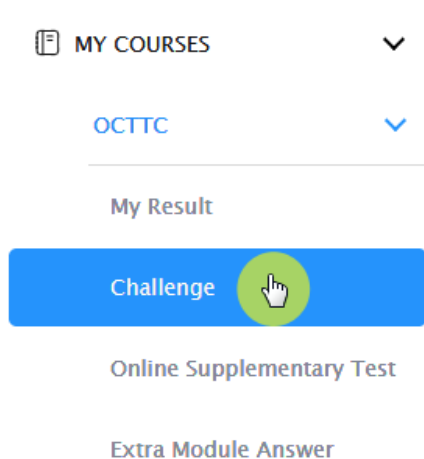 MY COURSES
OCTTC
My Result
Challenge
Online Supplementary Test
Extra Module Answer